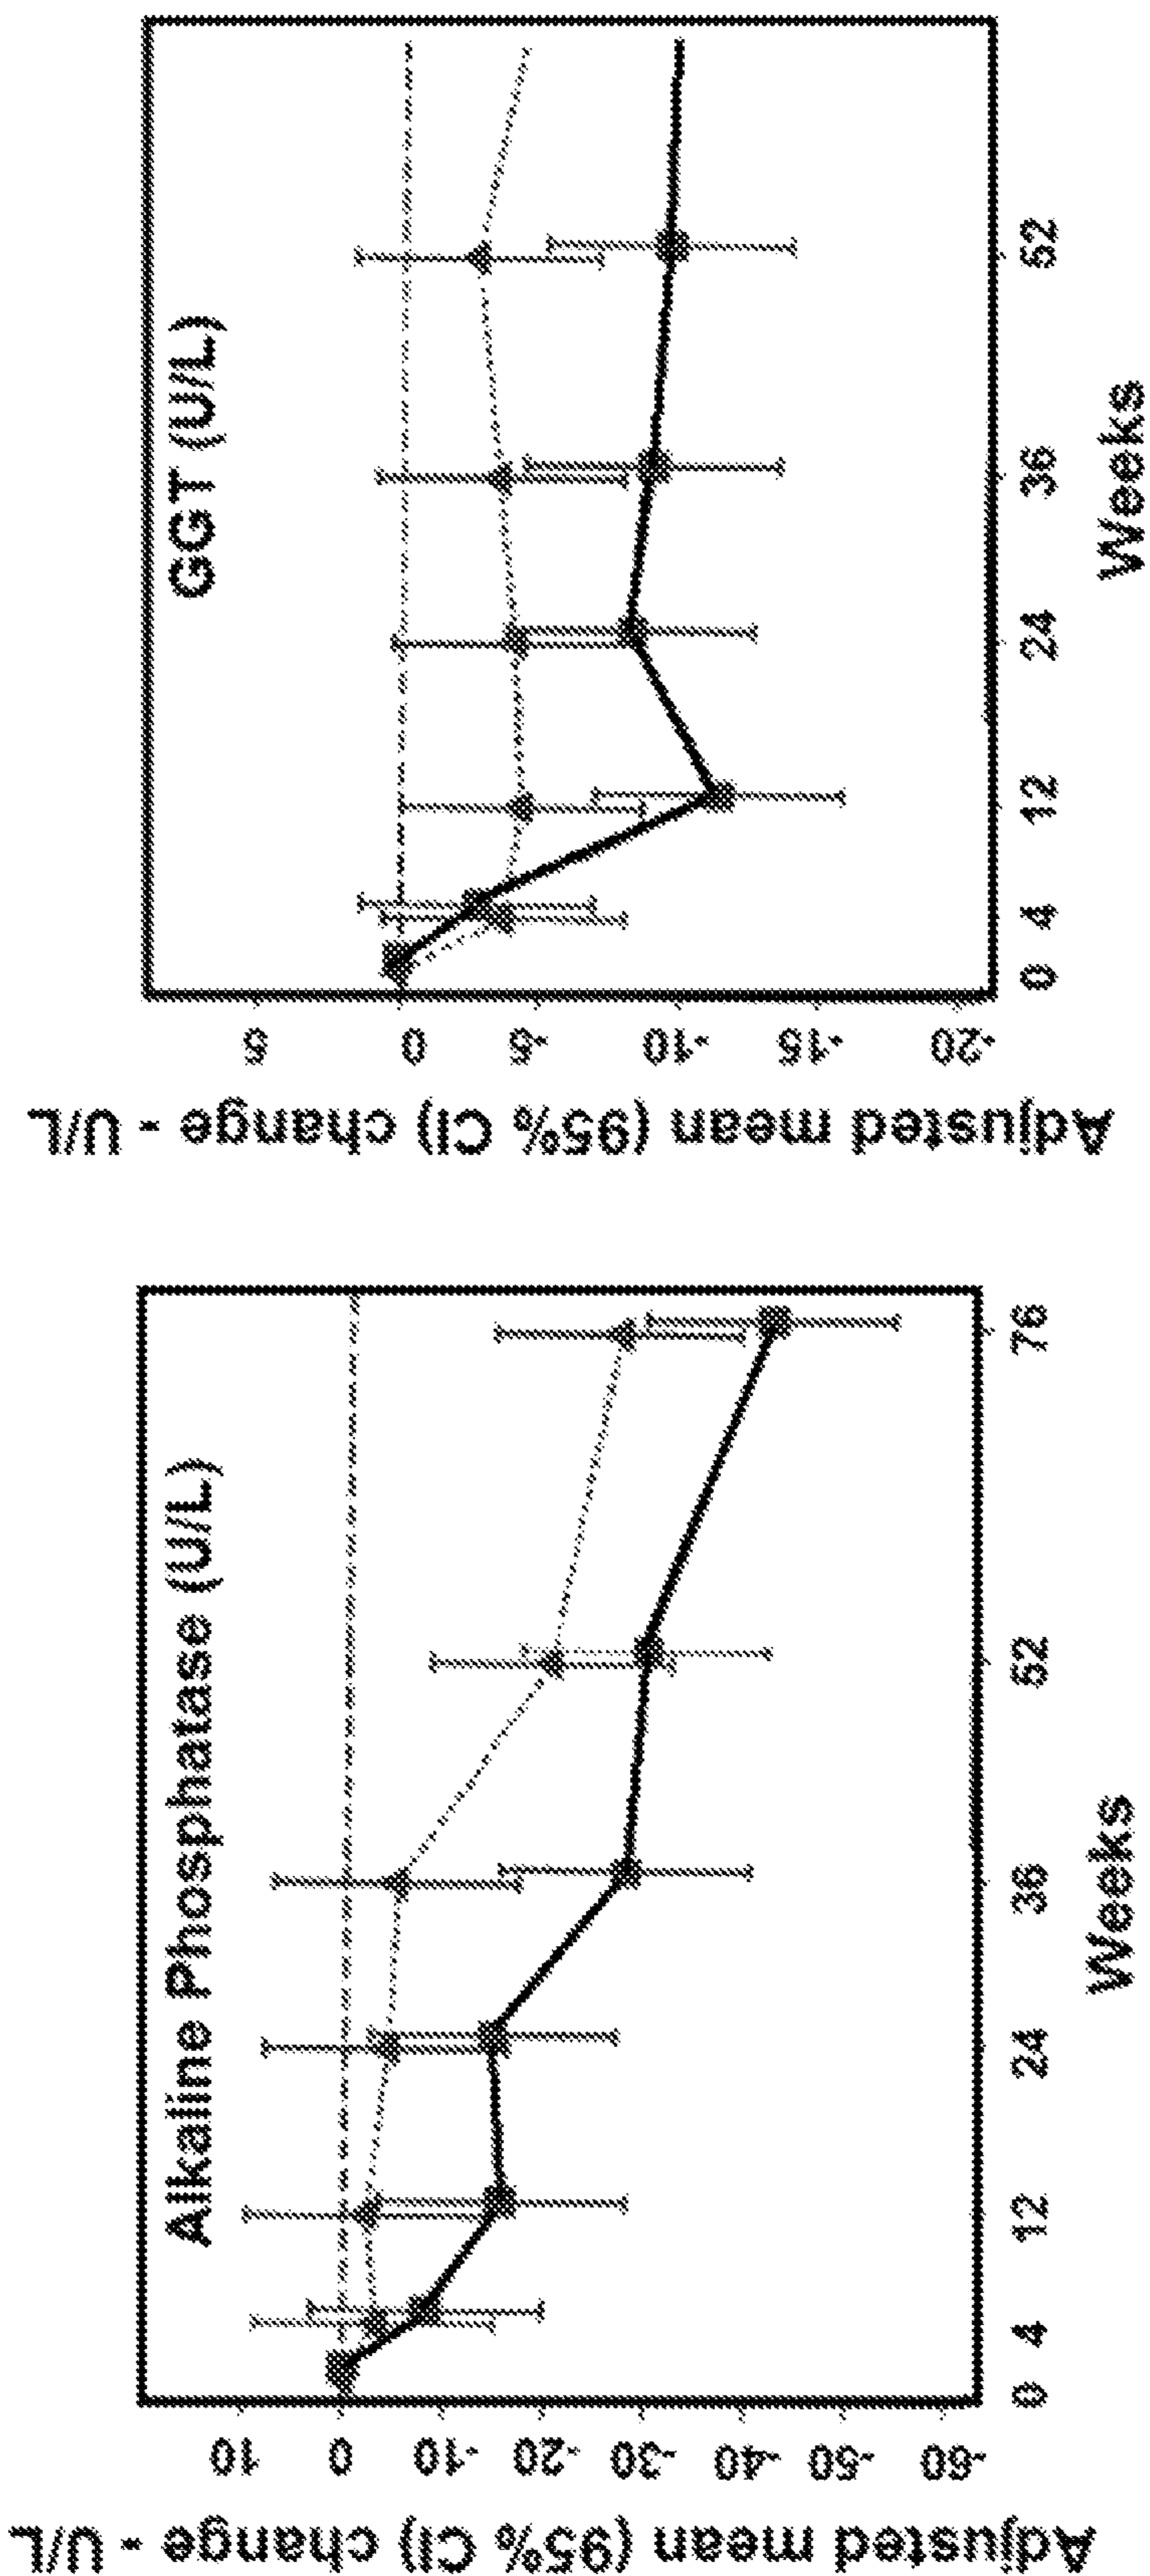 Alkaline Phosphatase (U/L)
Adjusted mean (95% CI) change - U/L
10
0
-10
-20
-30
-40
-50
-60
0 4 12 24 36 52 76
Weeks
GGT (U/L)
Adjusted mean (95% CI) change - U/L
5
0
-5
-10
-15
-20
0 4 12 24 36 52
Weeks